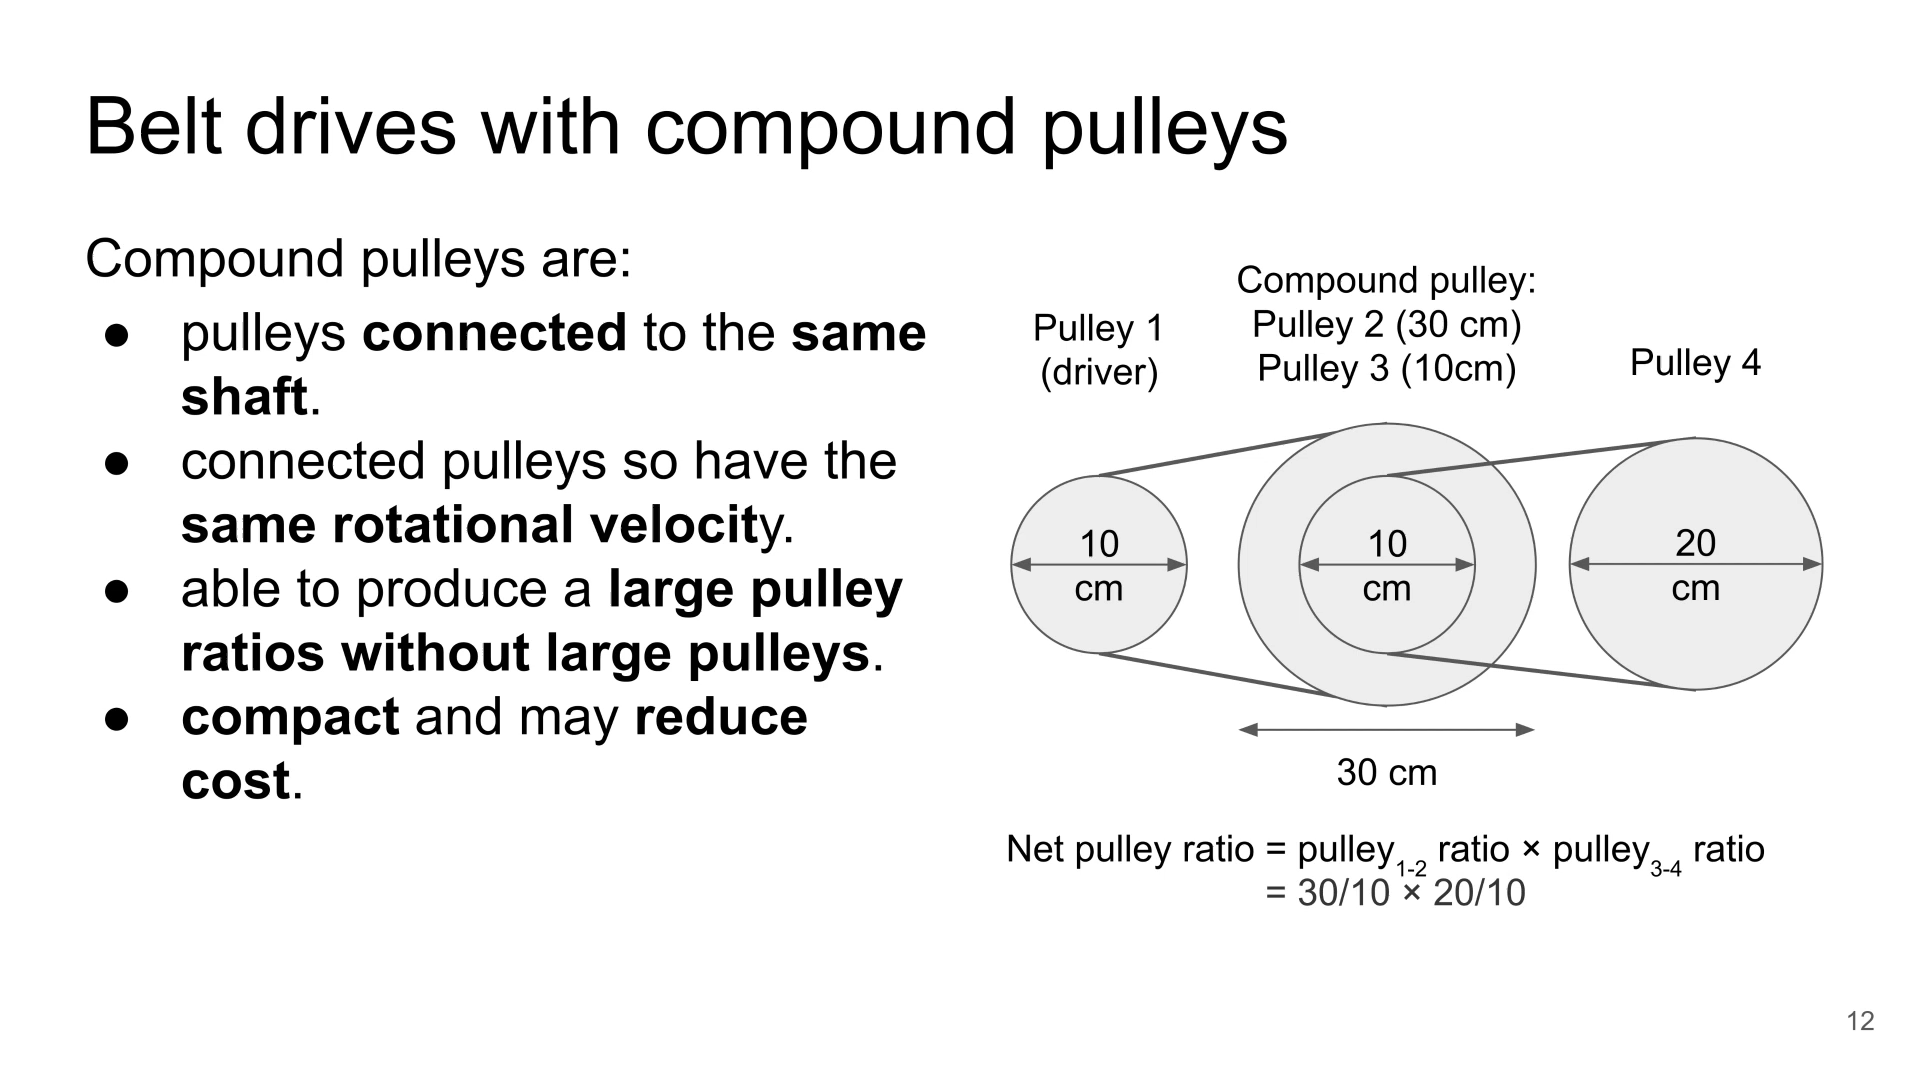 Belt drives with compound pulleys
Compound pulleys are:
● pulleys connected to the same
shaft.
● connected pulleys so have the
same rotational velocity.
● able to produce a large pulley
ratios without large pulleys.
● compact and may reduce
cost.
Pulley 1
(driver)
Compound pulley:
Pulley 2 (30 cm)
Pulley 3 (10cm)
Pulley 4
10
cm
10
cm
20
cm
30 cm
Net pulley ratio = pulley1-2 ratio × pulley3-4 ratio
= 30/10 × 20/10
12